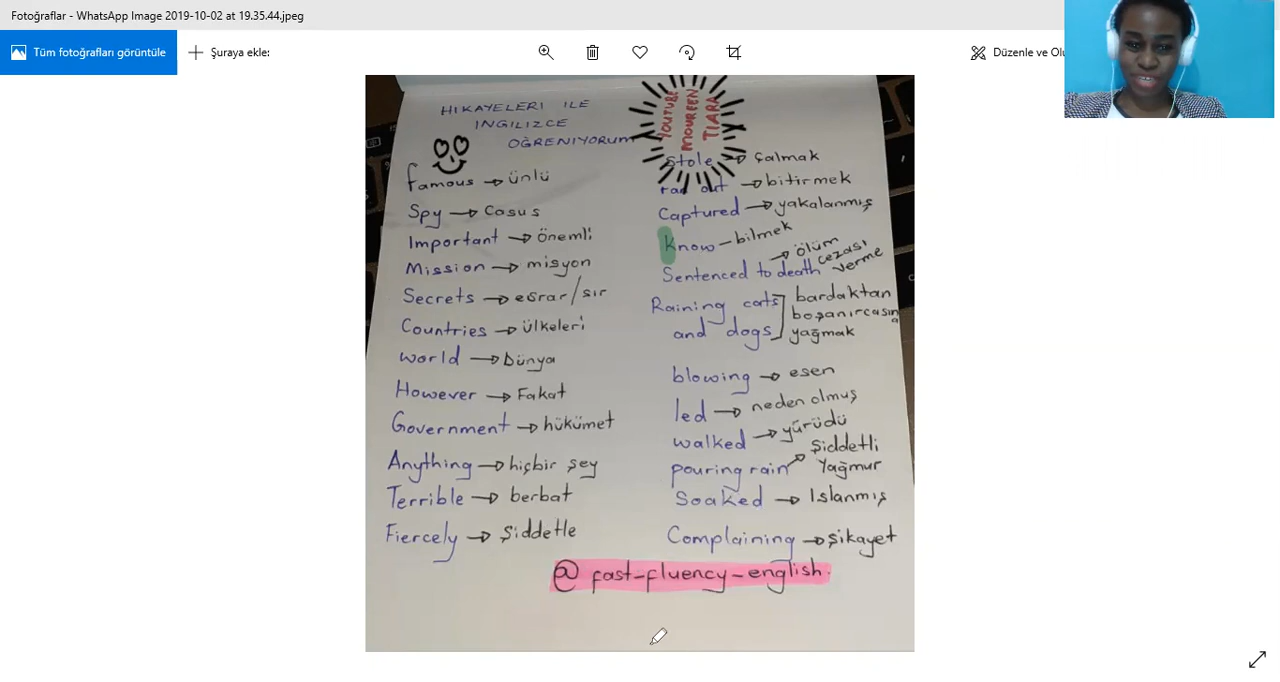 Fotoğraflar - WhatsApp Image 2019-10-02 at 19.35.44.jpeg
Tüm fotoğrafları görüntüle
Şuraya ekle:
Düzenle ve Olu
HIKAYELERI ILE
INGILIZCE
ÖĞRENIYORUM
YOUTUBE
MOUREEN
TIARA
famous → ünlü
Spy → Casus
Important → önemli
Mission → misyon
Secrets → esrar/sır
Countries → ülkeleri
World → Dünya
However → Fakat
Government → hükümet
Anything → hiçbir şey
Terrible → berbat
Fiercely → şiddetle
Stole → çalmak
ran out → bitirmek
Captured → yakalanmış
Know - bilmek
Sentenced to death → ölüm cezası verme
Raining cats and dogs] bardaktan
boşanırcasına
yağmak
blowing → esen
led → neden olmuş
walked → yürüdü
pouring rain → şiddetli
Yağmur
Soaked → Islanmış
Complaining → şikayet
@ fast-fluency-english.